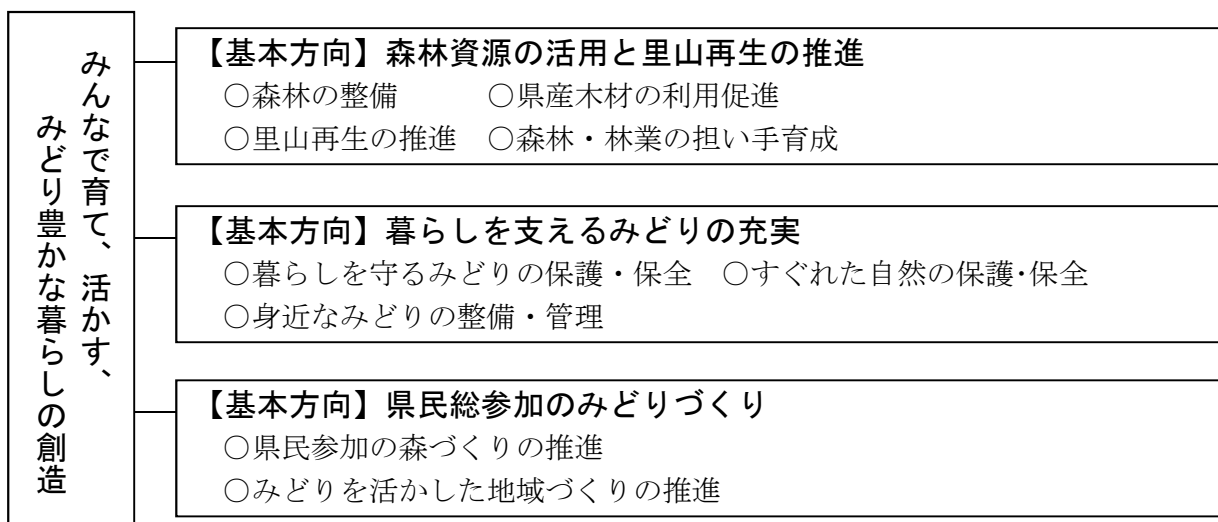 みんなで育て、活かす、
みどり豊かな暮らしの創造
【基本方向】森林資源の活用と里山再生の推進
○森林の整備　　　○県産木材の利用促進
○里山再生の推進　○森林・林業の担い手育成
【基本方向】暮らしを支えるみどりの充実
○暮らしを守るみどりの保護・保全　○すぐれた自然の保護･保全
○身近なみどりの整備・管理
【基本方向】県民総参加のみどりづくり
○県民参加の森づくりの推進
○みどりを活かした地域づくりの推進